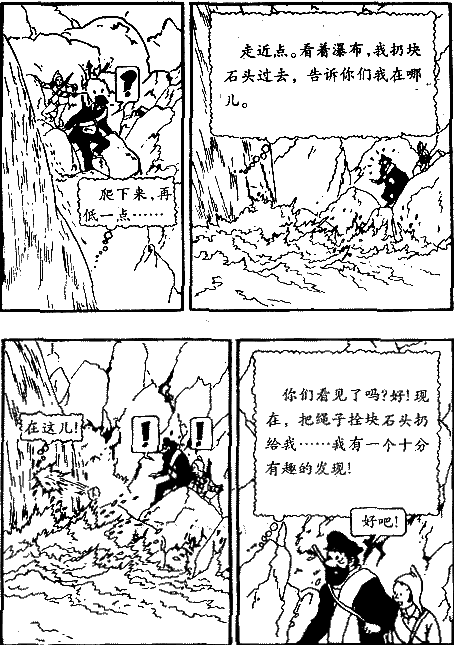 !
爬下来,再
低一点……
走近点。看着瀑布,我扔块
石头过去,告诉你们我在哪
儿。
在这儿!
!
!
你们看见了吗?好!现
在,把绳子拴块石头扔
给我……我有一个十分
有趣的发现!
好吧!